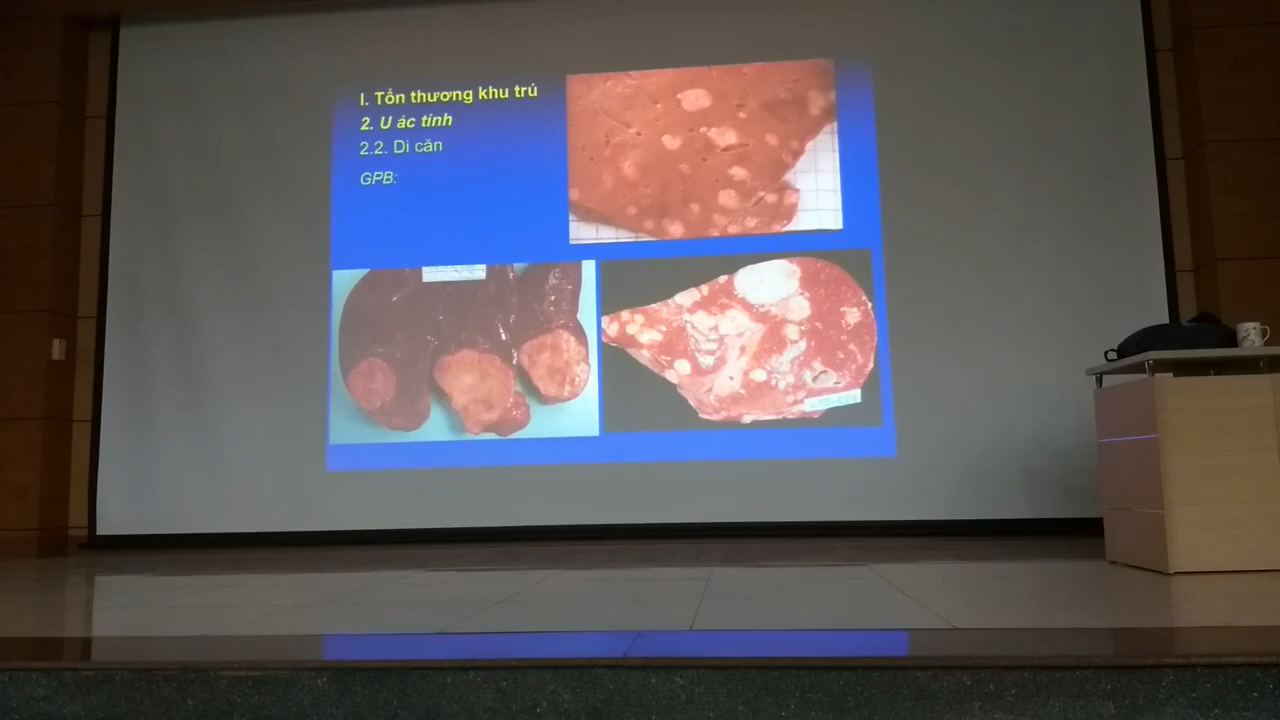 I. Tổn thương khu trú
2. U ác tính
2.2. Di căn
GPB: